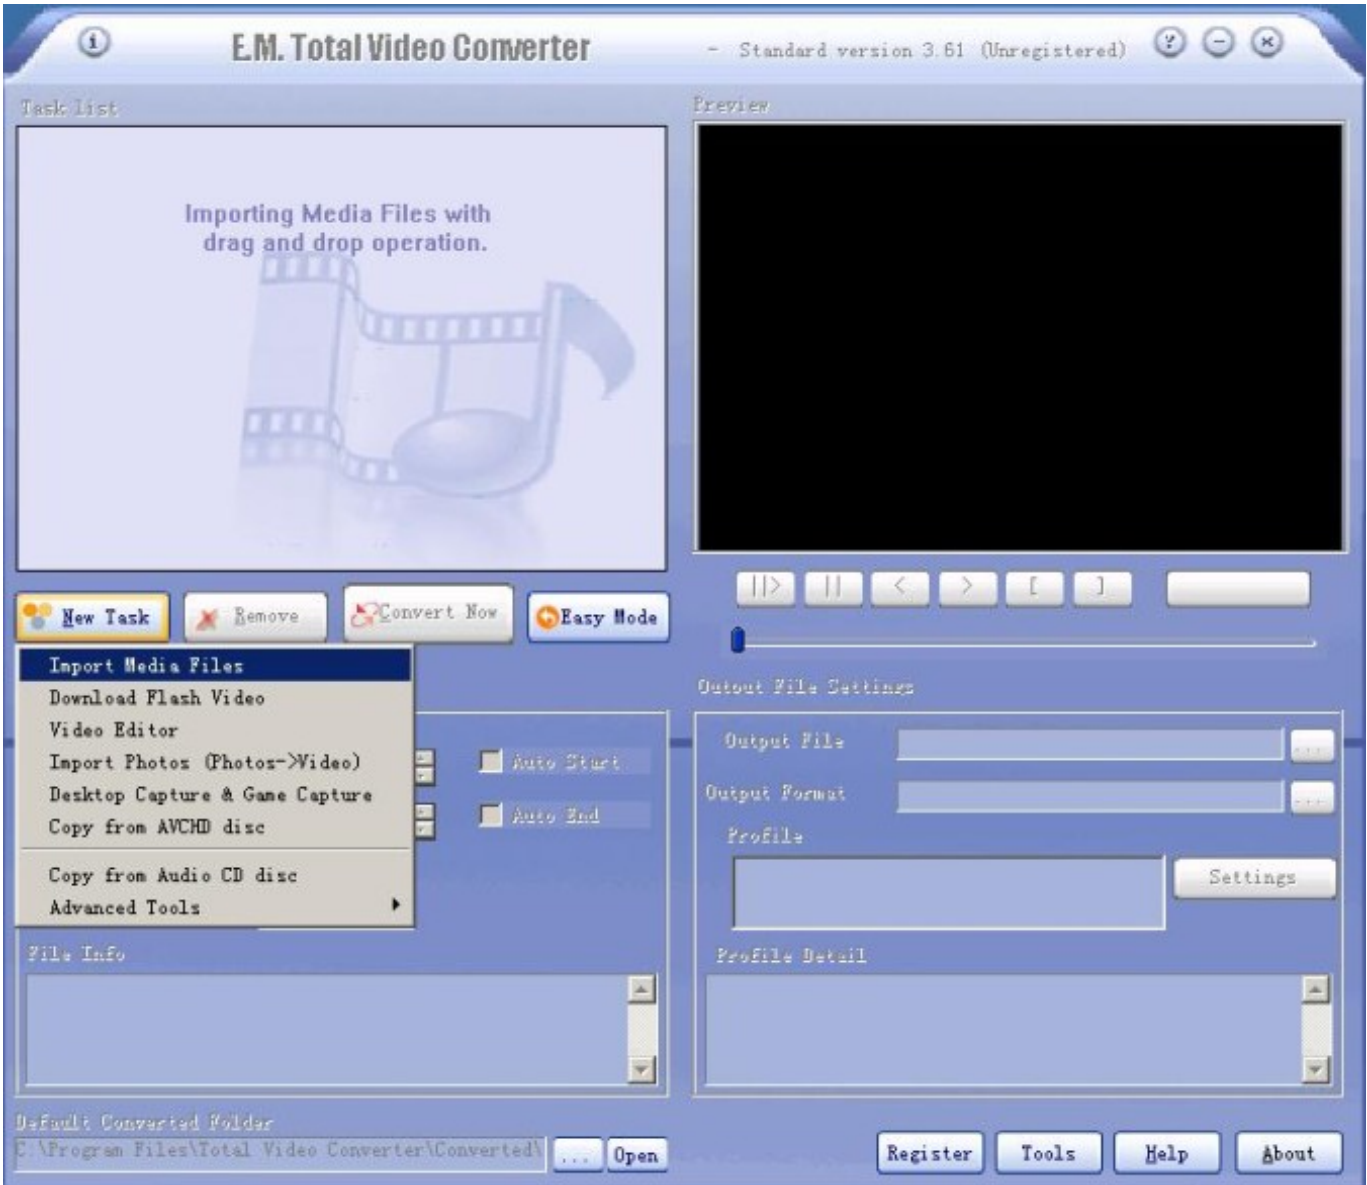 E.M. Total Video Converter - Standard version 3.61 (Unregistered)
Task list
Preview
Importing Media Files with
drag and drop operation.
||> || < > [ ]
New Task Remove Convert Now Easy Mode
Import Media Files
Download Flash Video
Video Editor
Import Photos (Photos->Video)
Desktop Capture & Game Capture
Copy from AVCHD disc
Copy from Audio CD disc
Advanced Tools
Auto Start
Auto End
File Info
Outout File Settings
Output File ...
Output Format ...
Profile
Settings
Profile Detail
Default Converted Folder
C:\Program Files\Total Video Converter\Converted\ ... Open
Register Tools Help About